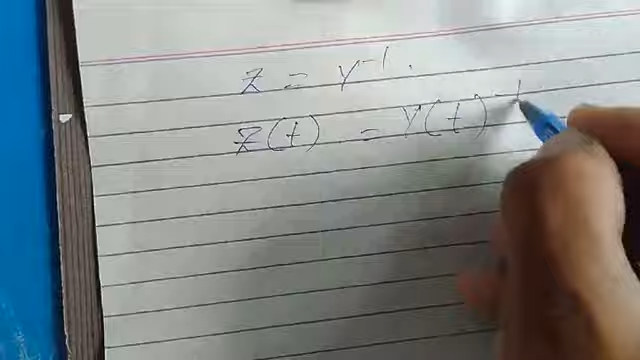 z = y⁻¹.
z(t) = y(t)⁻¹